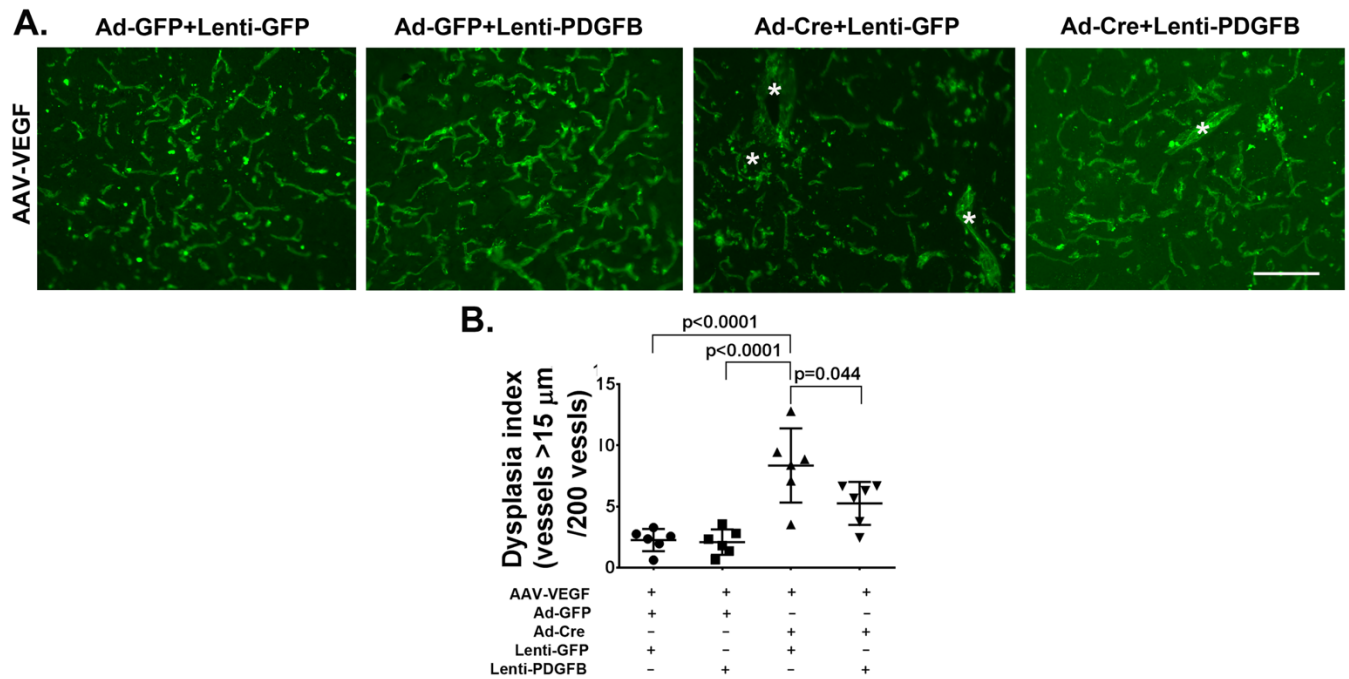 A.
Ad-GFP+Lenti-GFP Ad-GFP+Lenti-PDGFB Ad-Cre+Lenti-GFP Ad-Cre+Lenti-PDGFB
AAV-VEGF
* * * *
B.
p<0.0001
p<0.0001
p=0.044
Dysplasia index
(vessels >15 μm
/200 vessls)
15
10
5
0
AAV-VEGF + + + +
Ad-GFP + + – –
Ad-Cre – – + +
Lenti-GFP + – + –
Lenti-PDGFB – + – +